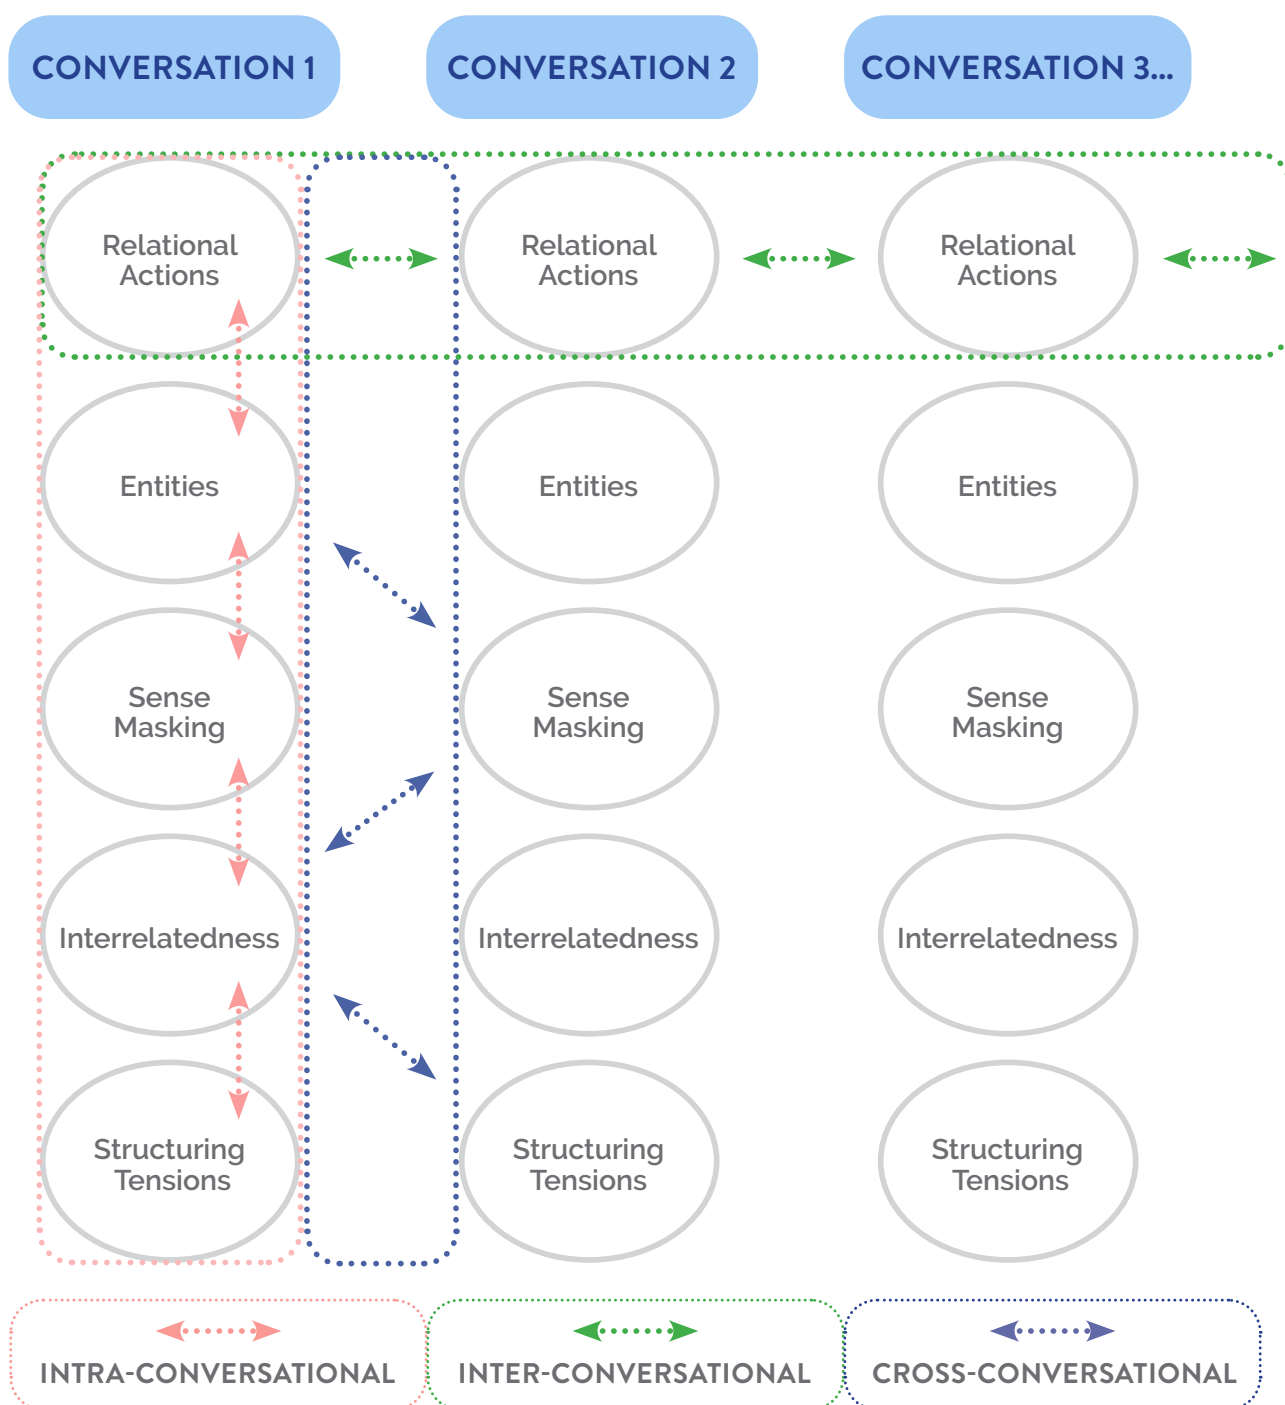 CONVERSATION 1
CONVERSATION 2
CONVERSATION 3...
Relational
Actions
Relational
Actions
Relational
Actions
Entities
Entities
Entities
Sense
Masking
Sense
Masking
Sense
Masking
Interrelatedness
Interrelatedness
Interrelatedness
Structuring
Tensions
Structuring
Tensions
Structuring
Tensions
INTRA-CONVERSATIONAL
INTER-CONVERSATIONAL
CROSS-CONVERSATIONAL